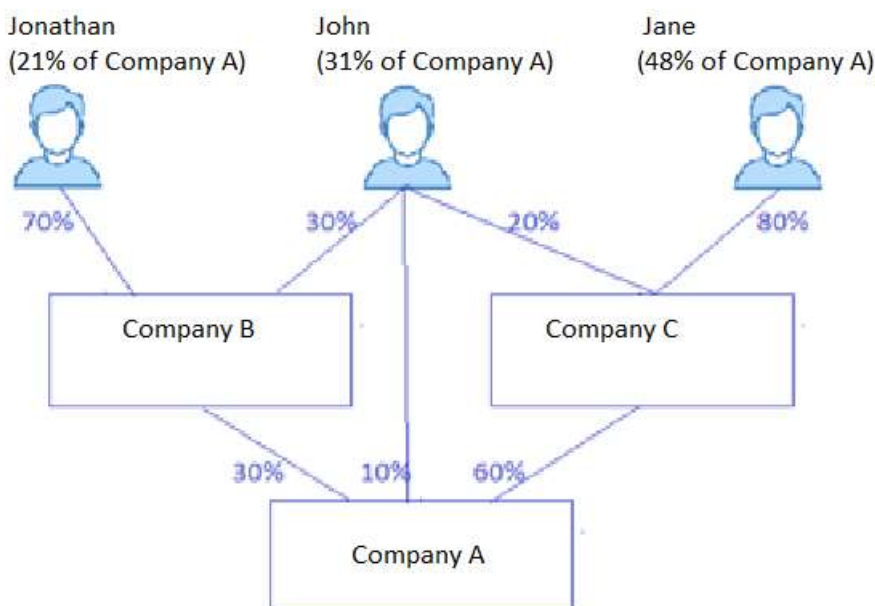 Jonathan
(21% of Company A)
John
(31% of Company A)
Jane
(48% of Company A)
70%
30%
20%
80%
Company B
Company C
30%
10%
60%
Company A